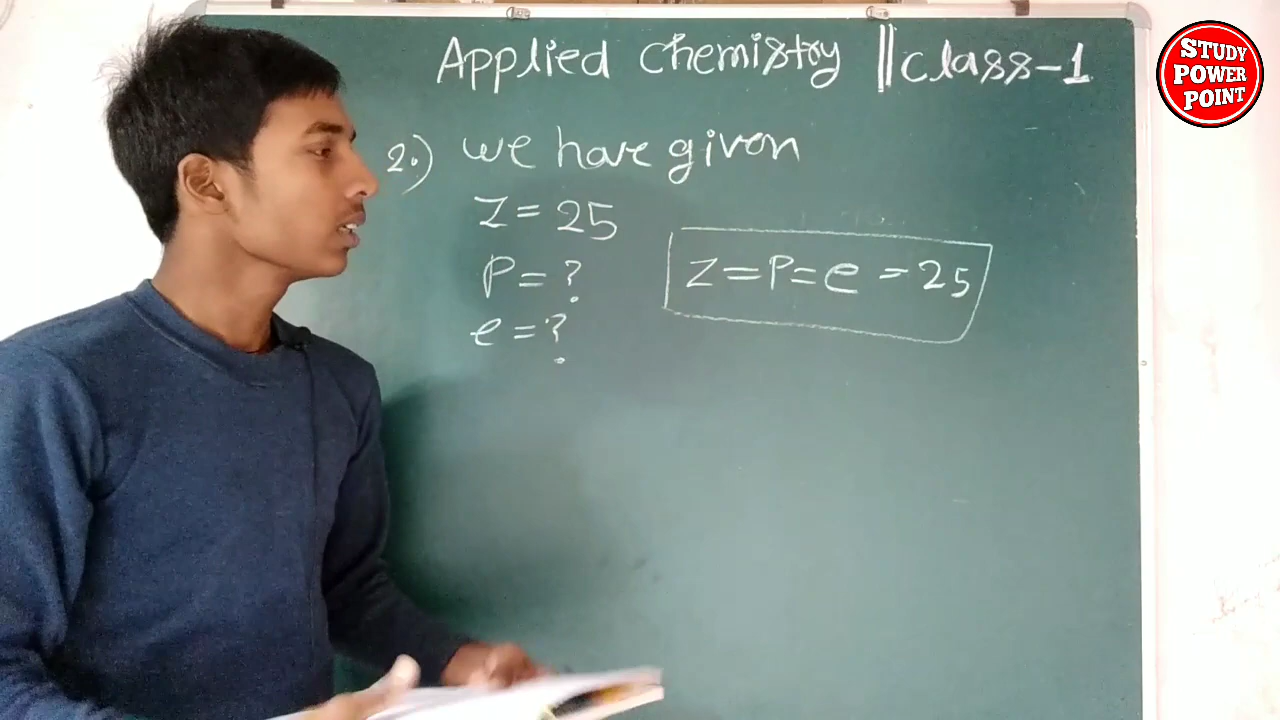 Applied Chemistry || class-1
STUDY
POWER
POINT
2.) we have given
Z = 25
P = ?
e = ?
Z = P = e = 25